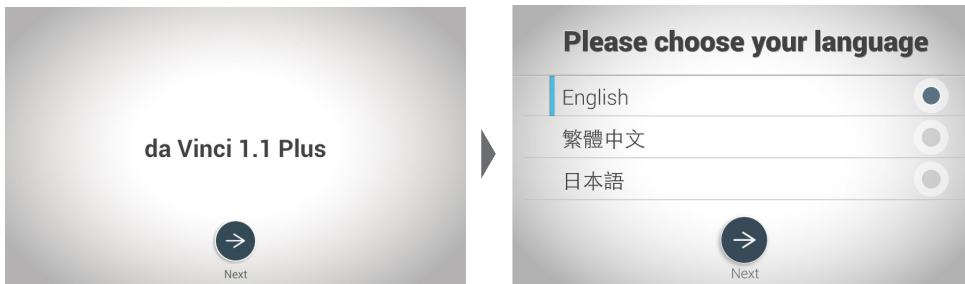 da Vinci 1.1 Plus
Next
Please choose your language
English
繁體中文
日本語
Next